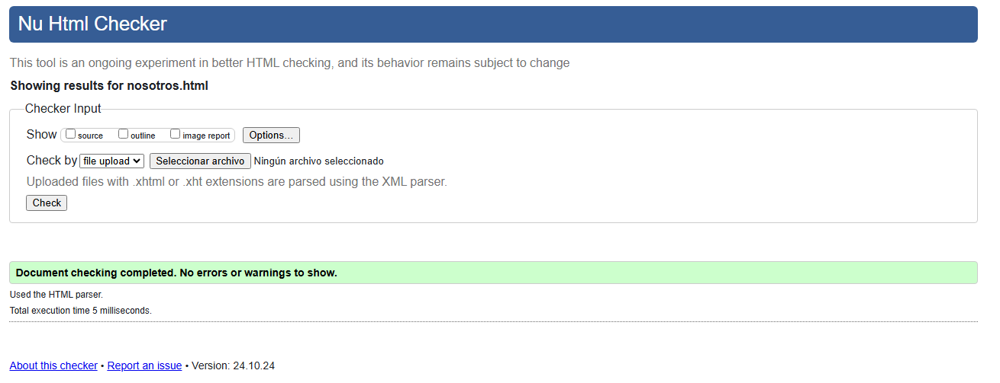 Nu Html Checker
This tool is an ongoing experiment in better HTML checking, and its behavior remains subject to change
Showing results for nosotros.html
Checker Input
Show source outline image report Options...
Check by file upload Seleccionar archivo Ningún archivo seleccionado
Uploaded files with .xhtml or .xht extensions are parsed using the XML parser.
Check
Document checking completed. No errors or warnings to show.
Used the HTML parser.
Total execution time 5 milliseconds.
About this checker • Report an issue • Version: 24.10.24